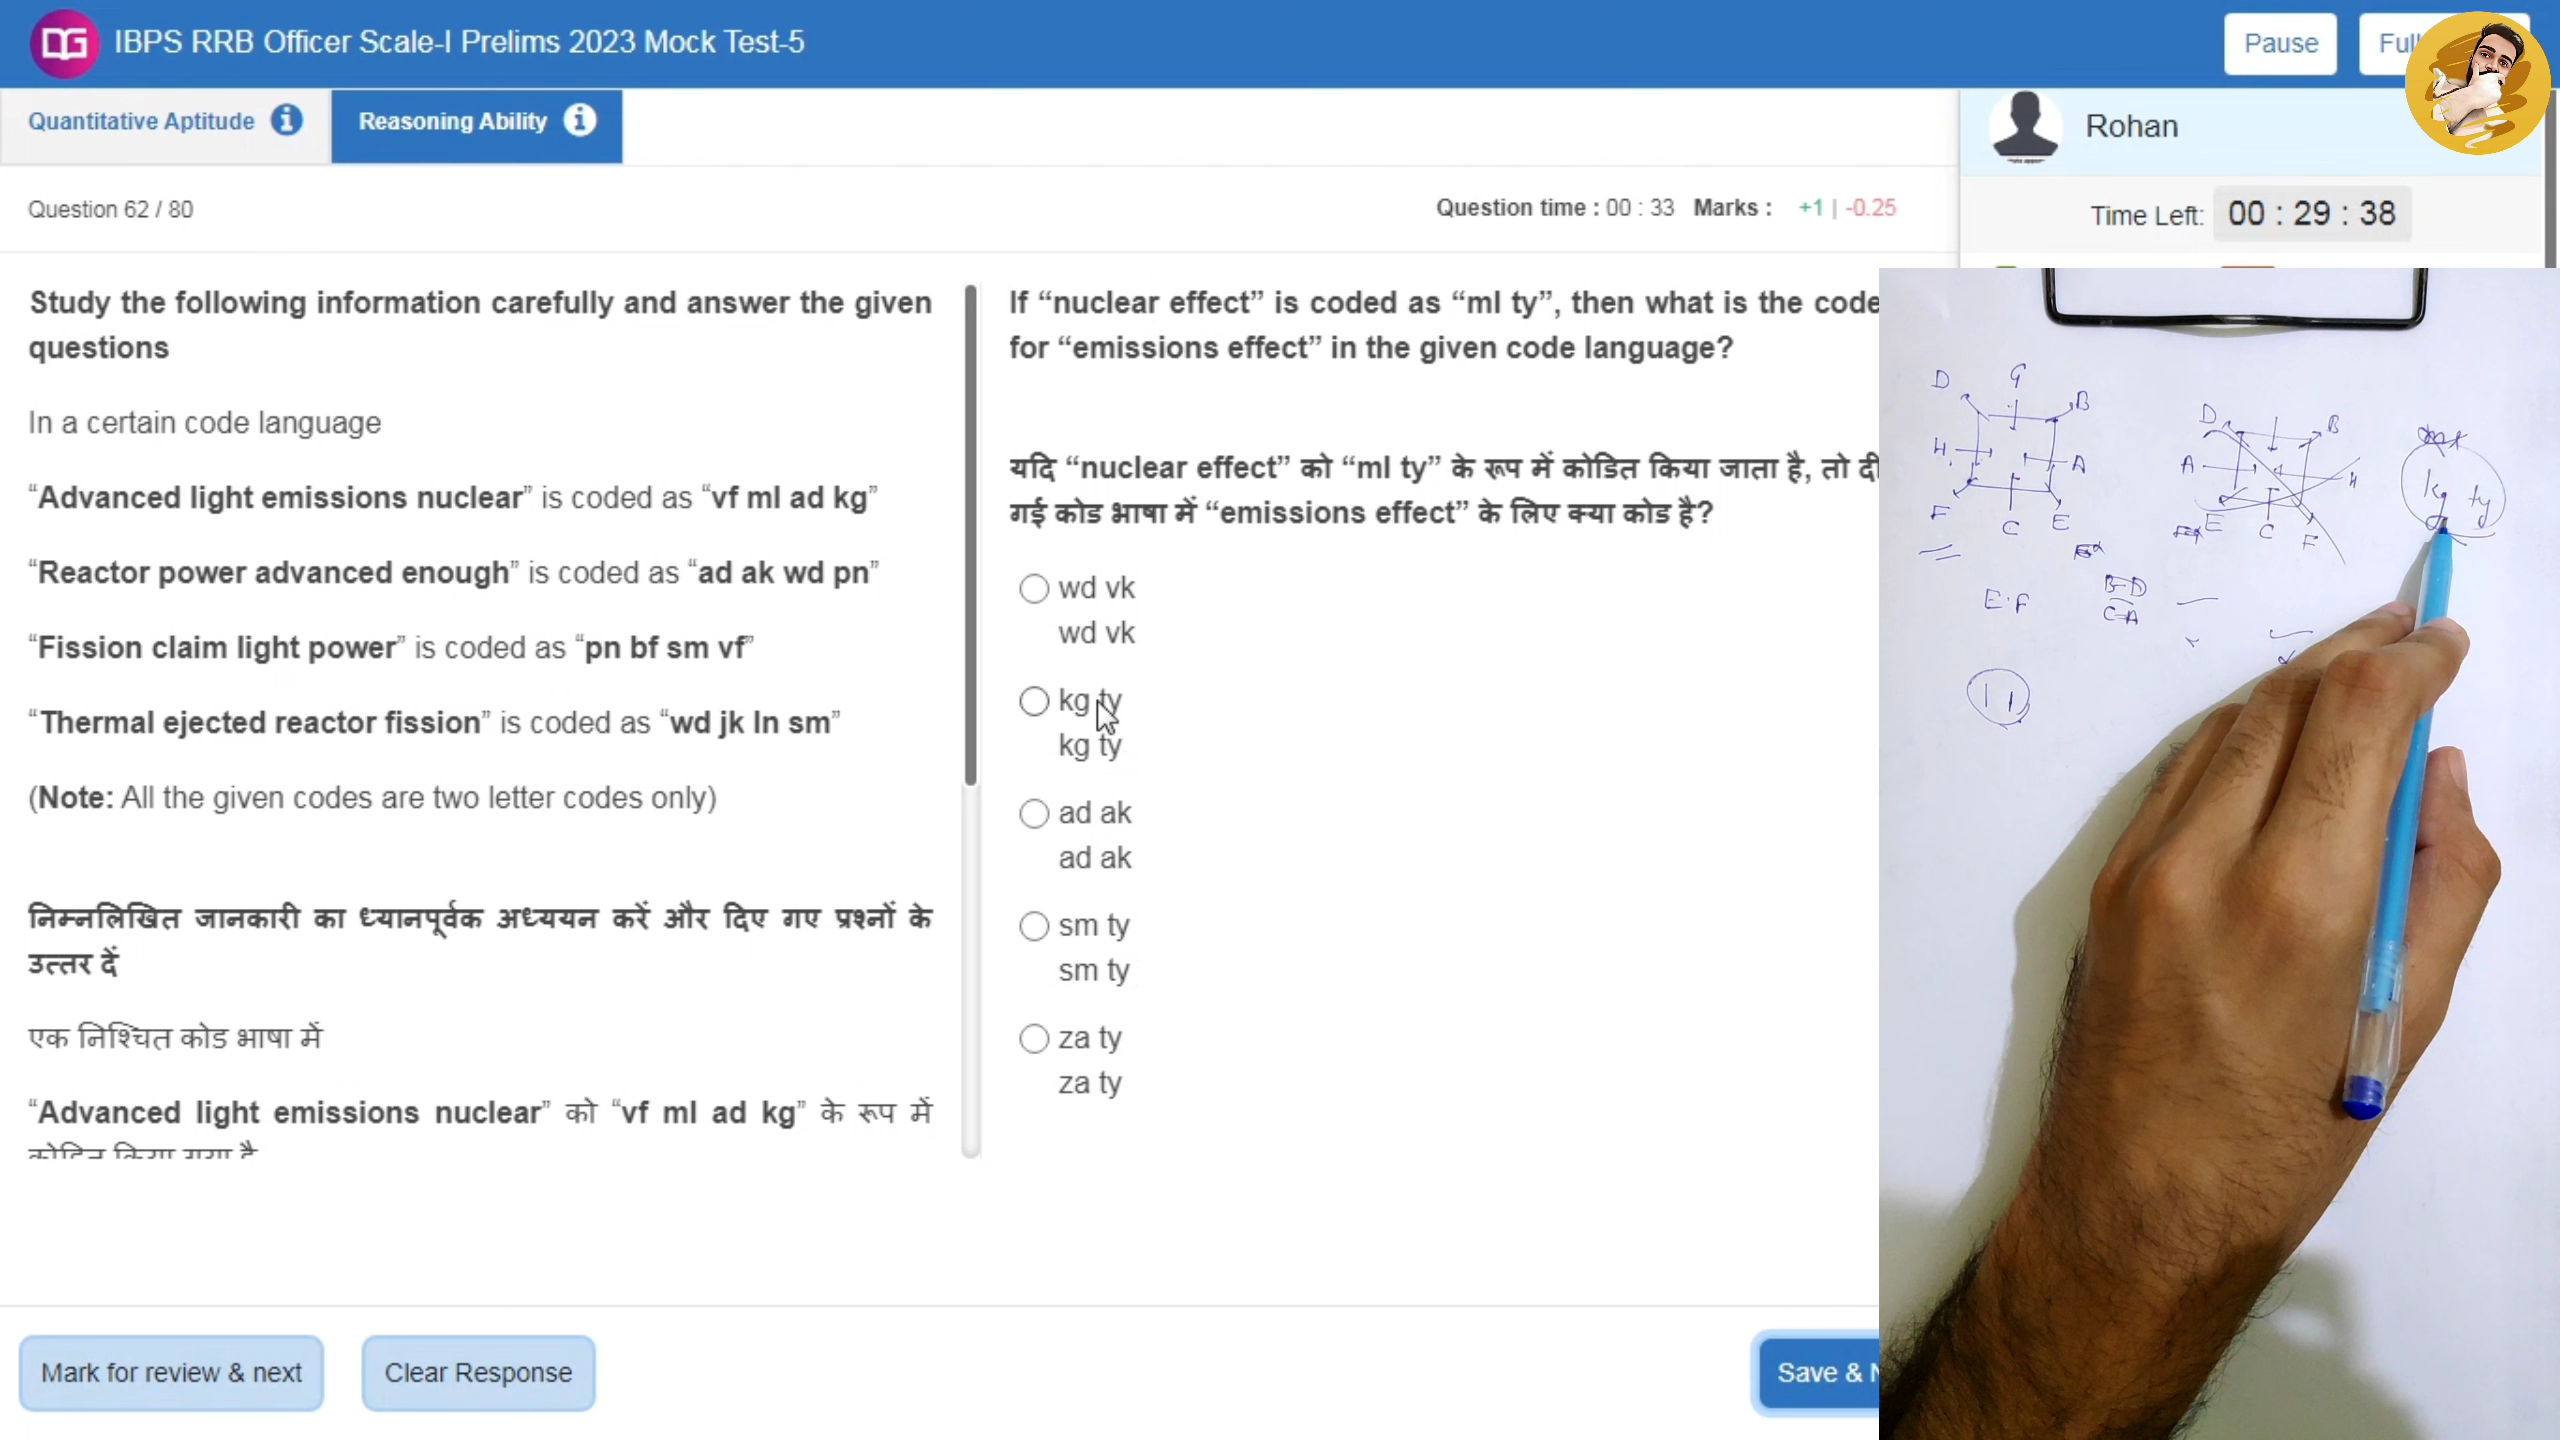 DG IBPS RRB Officer Scale-I Prelims 2023 Mock Test-5
Pause
Ful
Quantitative Aptitude
Reasoning Ability
Rohan
Question 62 / 80
Question time : 00 : 33 Marks : +1 | -0.25
Time Left: 00 : 29 : 38
Study the following information carefully and answer the given
questions
In a certain code language
“Advanced light emissions nuclear” is coded as “vf ml ad kg”
“Reactor power advanced enough” is coded as “ad ak wd pn”
“Fission claim light power” is coded as “pn bf sm vf”
“Thermal ejected reactor fission” is coded as “wd jk ln sm”
(Note: All the given codes are two letter codes only)
निम्नलिखित जानकारी का ध्यानपूर्वक अध्ययन करें और दिए गए प्रश्नों के
उत्तर दें
एक निश्चित कोड भाषा में
“Advanced light emissions nuclear” को “vf ml ad kg” के रूप में
कोडित किया गया है
If “nuclear effect” is coded as “ml ty”, then what is the code
for “emissions effect” in the given code language?
यदि “nuclear effect” को “ml ty” के रूप में कोडित किया जाता है, तो दी
गई कोड भाषा में “emissions effect” के लिए क्या कोड है?
wd vk
wd vk
kg ty
kg ty
ad ak
ad ak
sm ty
sm ty
za ty
za ty
Mark for review & next
Clear Response
Save & N
D G B
H A
F C E
E·F
D B
A H
E C F
B-D
C-A
11
kg ty